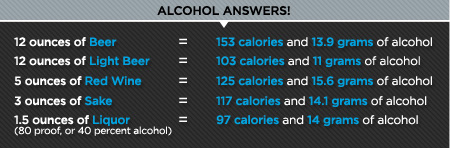 ALCOHOL ANSWERS!
12 ounces of Beer = 153 calories and 13.9 grams of alcohol
12 ounces of Light Beer = 103 calories and 11 grams of alcohol
5 ounces of Red Wine = 125 calories and 15.6 grams of alcohol
3 ounces of Sake = 117 calories and 14.1 grams of alcohol
1.5 ounces of Liquor = 97 calories and 14 grams of alcohol
(80 proof, or 40 percent alcohol)